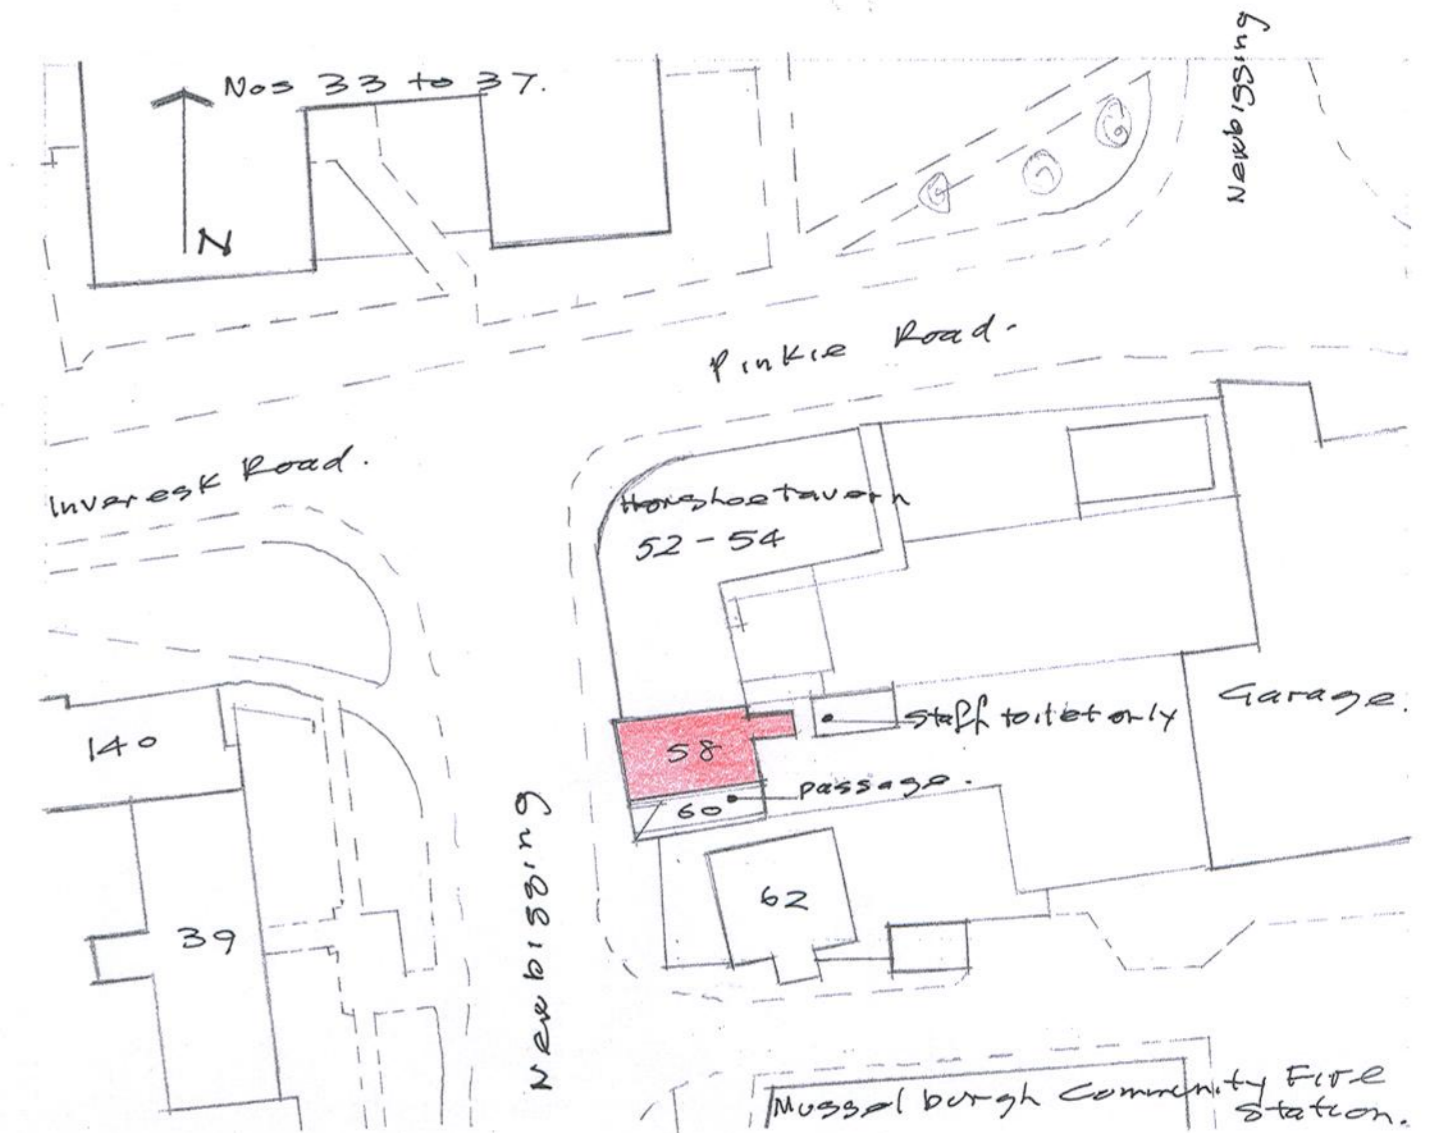 Newbigging
Nos 33 to 37.
N
Pinkie Road.
Inveresk Road.
Horseshoe tavern
52-54
Garage.
staff toilet only
58
140
passage.
60
62
39
Newbigging
Musselburgh Community Fire
Station.